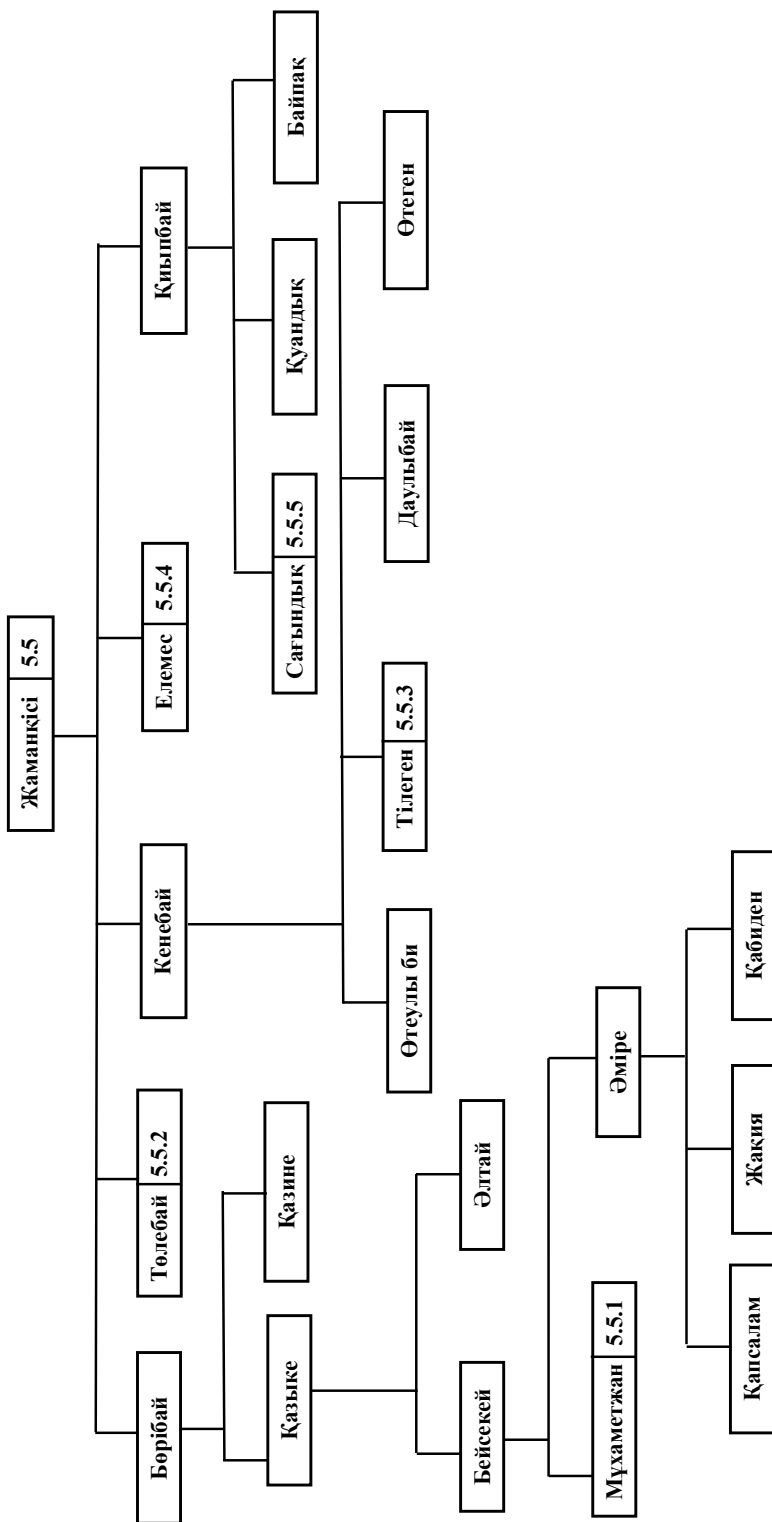 Жаманқісі 5.5
Бөрібай
Төлебай 5.5.2
Кенебай
Елемес 5.5.4
Қиыпбай
Қазыке
Қазине
Сағындық 5.5.5
Қуандық
Байпақ
Бейсекей
Әлтай
Өтеулы би
Тілеген 5.5.3
Даулыбай
Өтеген
Мұхаметжан 5.5.1
Әміре
Қапсалам
Жақия
Қабиден